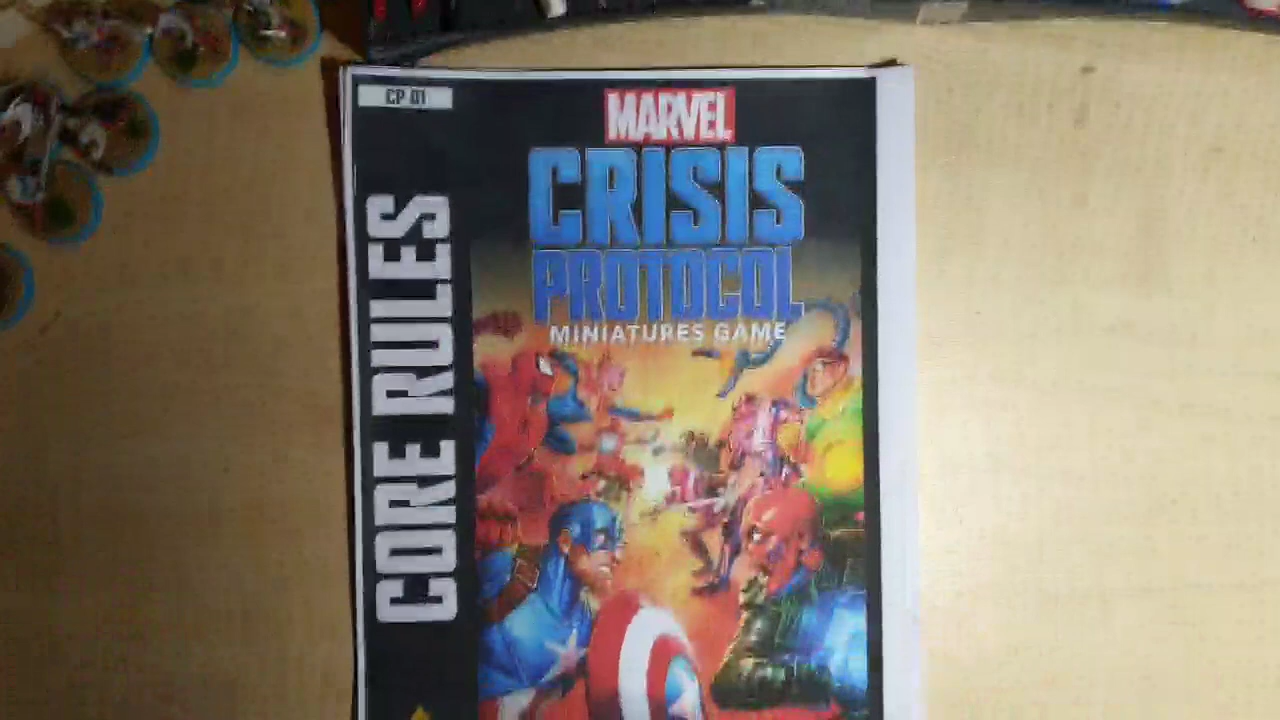 CP 01
CORE RULES
MARVEL
CRISIS
PROTOCOL
MINIATURES GAME